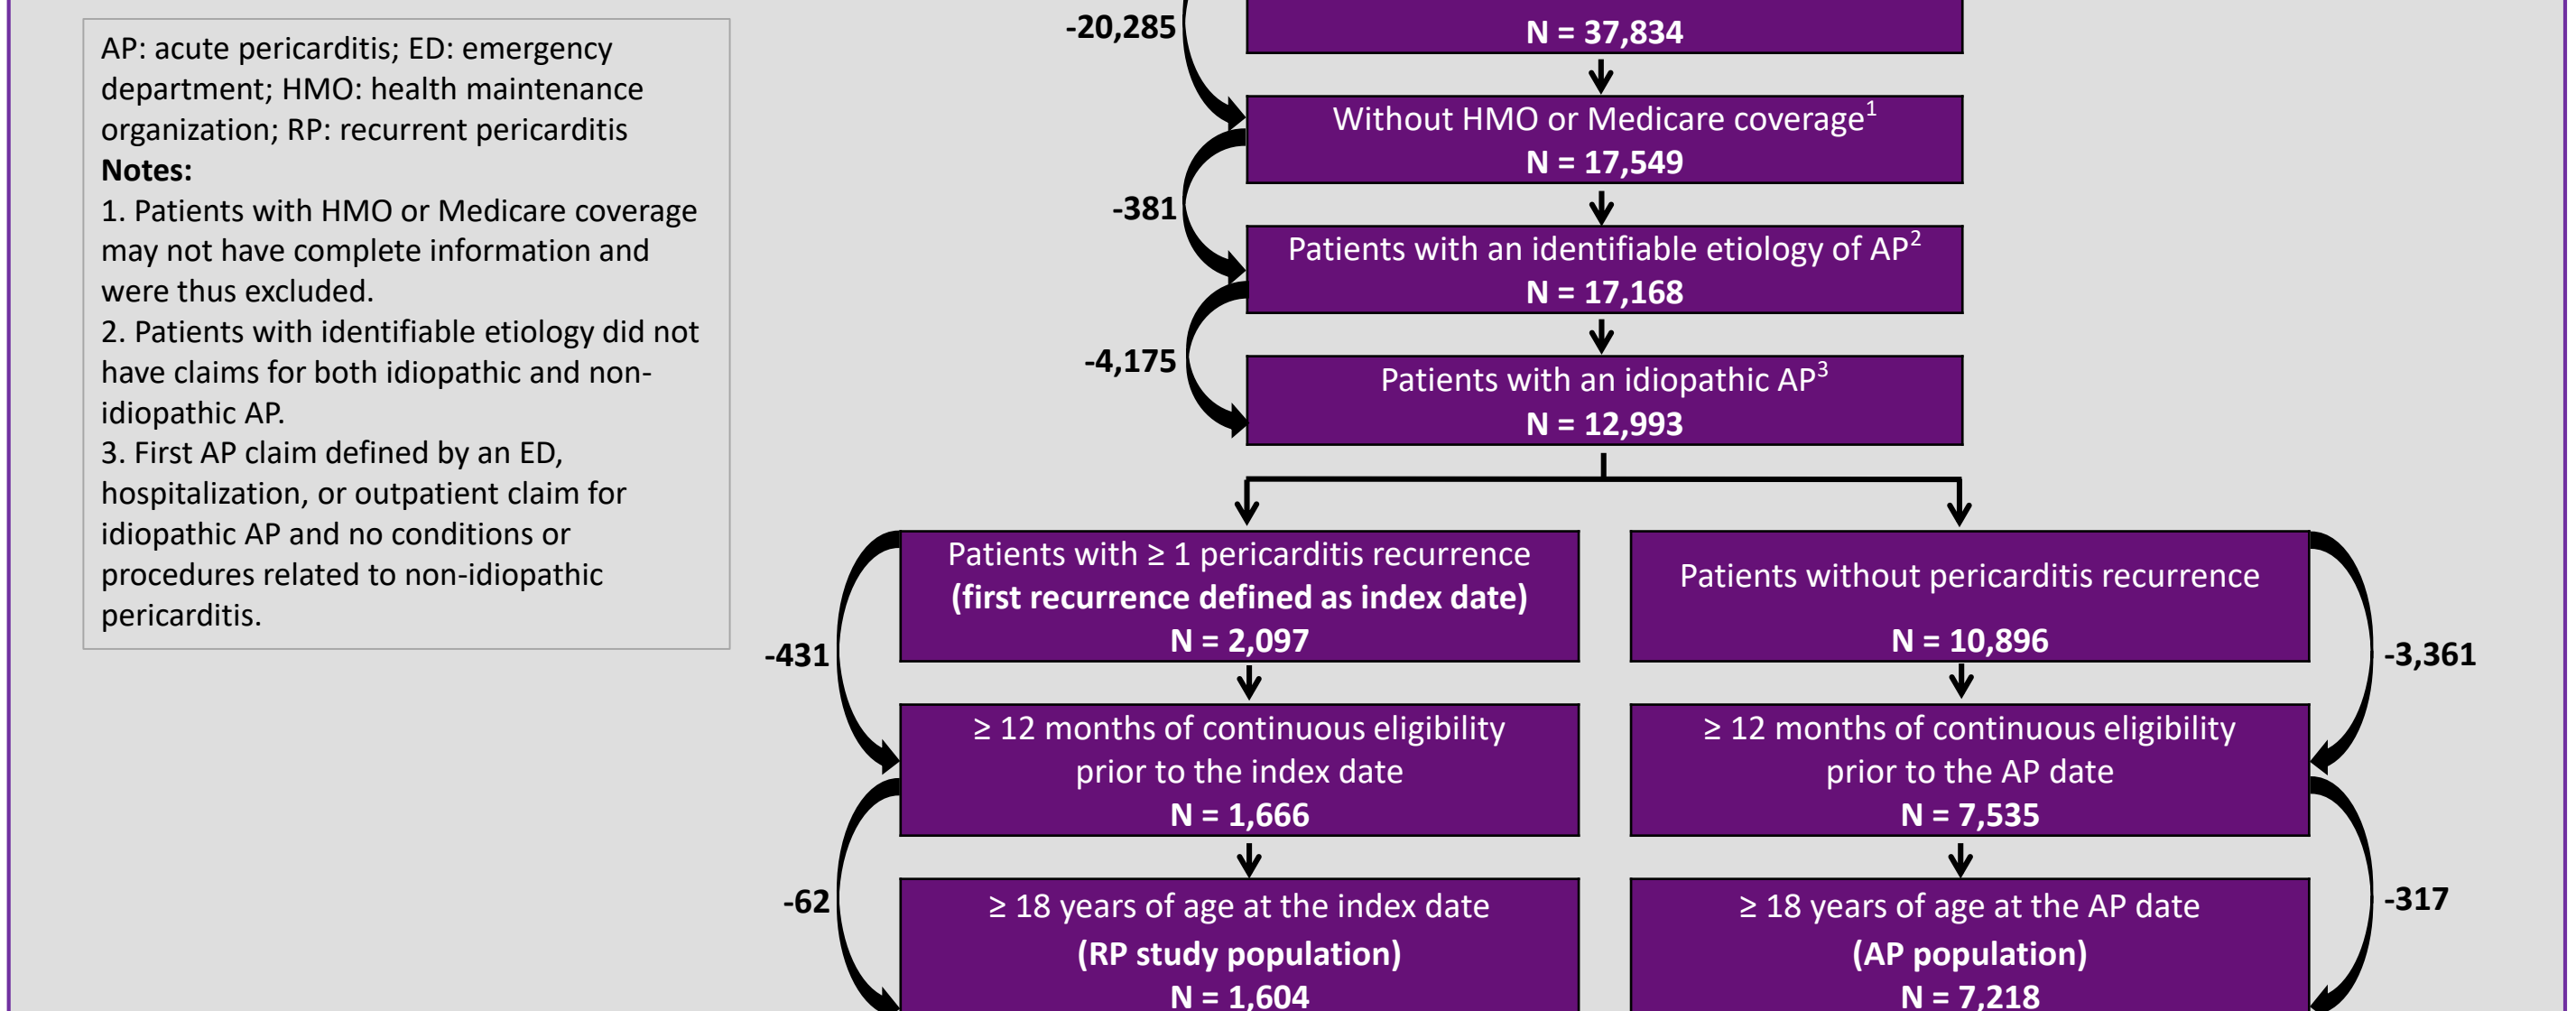 AP: acute pericarditis; ED: emergency
department; HMO: health maintenance
organization; RP: recurrent pericarditis
Notes:
1. Patients with HMO or Medicare coverage
may not have complete information and
were thus excluded.
2. Patients with identifiable etiology did not
have claims for both idiopathic and non-
idiopathic AP.
3. First AP claim defined by an ED,
hospitalization, or outpatient claim for
idiopathic AP and no conditions or
procedures related to non-idiopathic
pericarditis.
-20,285
N = 37,834
Without HMO or Medicare coverage¹
N = 17,549
-381
Patients with an identifiable etiology of AP²
N = 17,168
-4,175
Patients with an idiopathic AP³
N = 12,993
Patients with ≥ 1 pericarditis recurrence
(first recurrence defined as index date)
N = 2,097
-431
≥ 12 months of continuous eligibility
prior to the index date
N = 1,666
-62
≥ 18 years of age at the index date
(RP study population)
N = 1,604
Patients without pericarditis recurrence
N = 10,896
-3,361
≥ 12 months of continuous eligibility
prior to the AP date
N = 7,535
-317
≥ 18 years of age at the AP date
(AP population)
N = 7,218